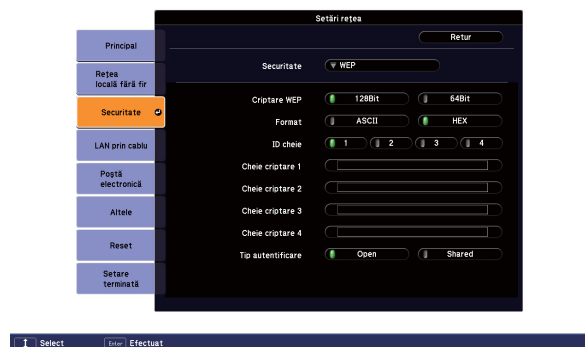 Setări rețea
Retur
Principal
Rețea
locală fără fir
Securitate
LAN prin cablu
Poștă
electronică
Altele
Reset
Setare
terminată
Securitate WEP
Criptare WEP 128Bit 64Bit
Format ASCII HEX
ID cheie 1 2 3 4
Cheie criptare 1
Cheie criptare 2
Cheie criptare 3
Cheie criptare 4
Tip autentificare Open Shared
Select Enter Efectuat